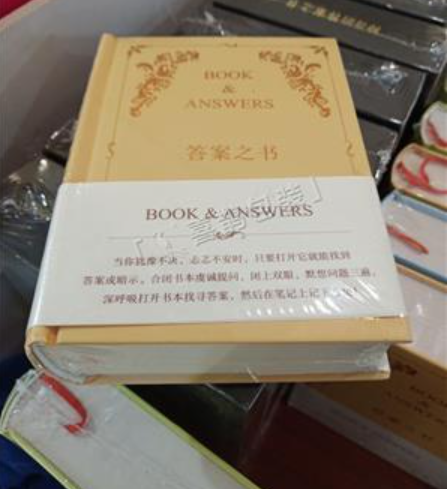 BOOK
&
ANSWERS
答案之书
BOOK & ANSWERS
当你犹豫不决，忐忑不安时，只要打开它就能找到
答案或暗示。合闭书本虔诚提问，闭上双眼，默想问题三遍，
深呼吸打开书本找寻答案，然后在笔记上记
BOOK
&
ANSWERS